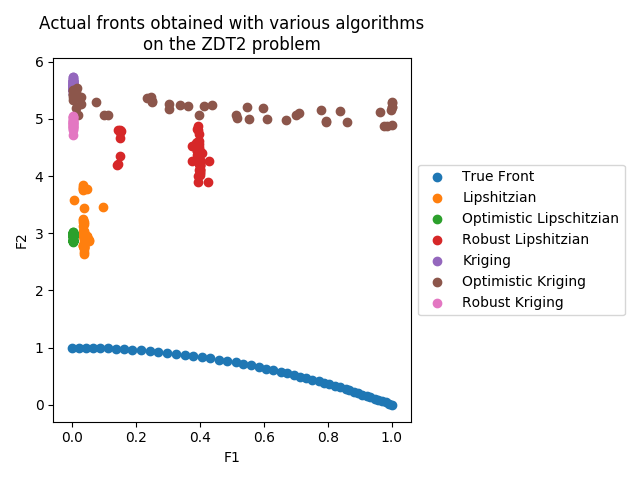 Actual fronts obtained with various algorithms
on the ZDT2 problem
F2
6
5
4
3
2
1
0
0.0 0.2 0.4 0.6 0.8 1.0
F1
True Front
Lipshitzian
Optimistic Lipschitzian
Robust Lipshitzian
Kriging
Optimistic Kriging
Robust Kriging